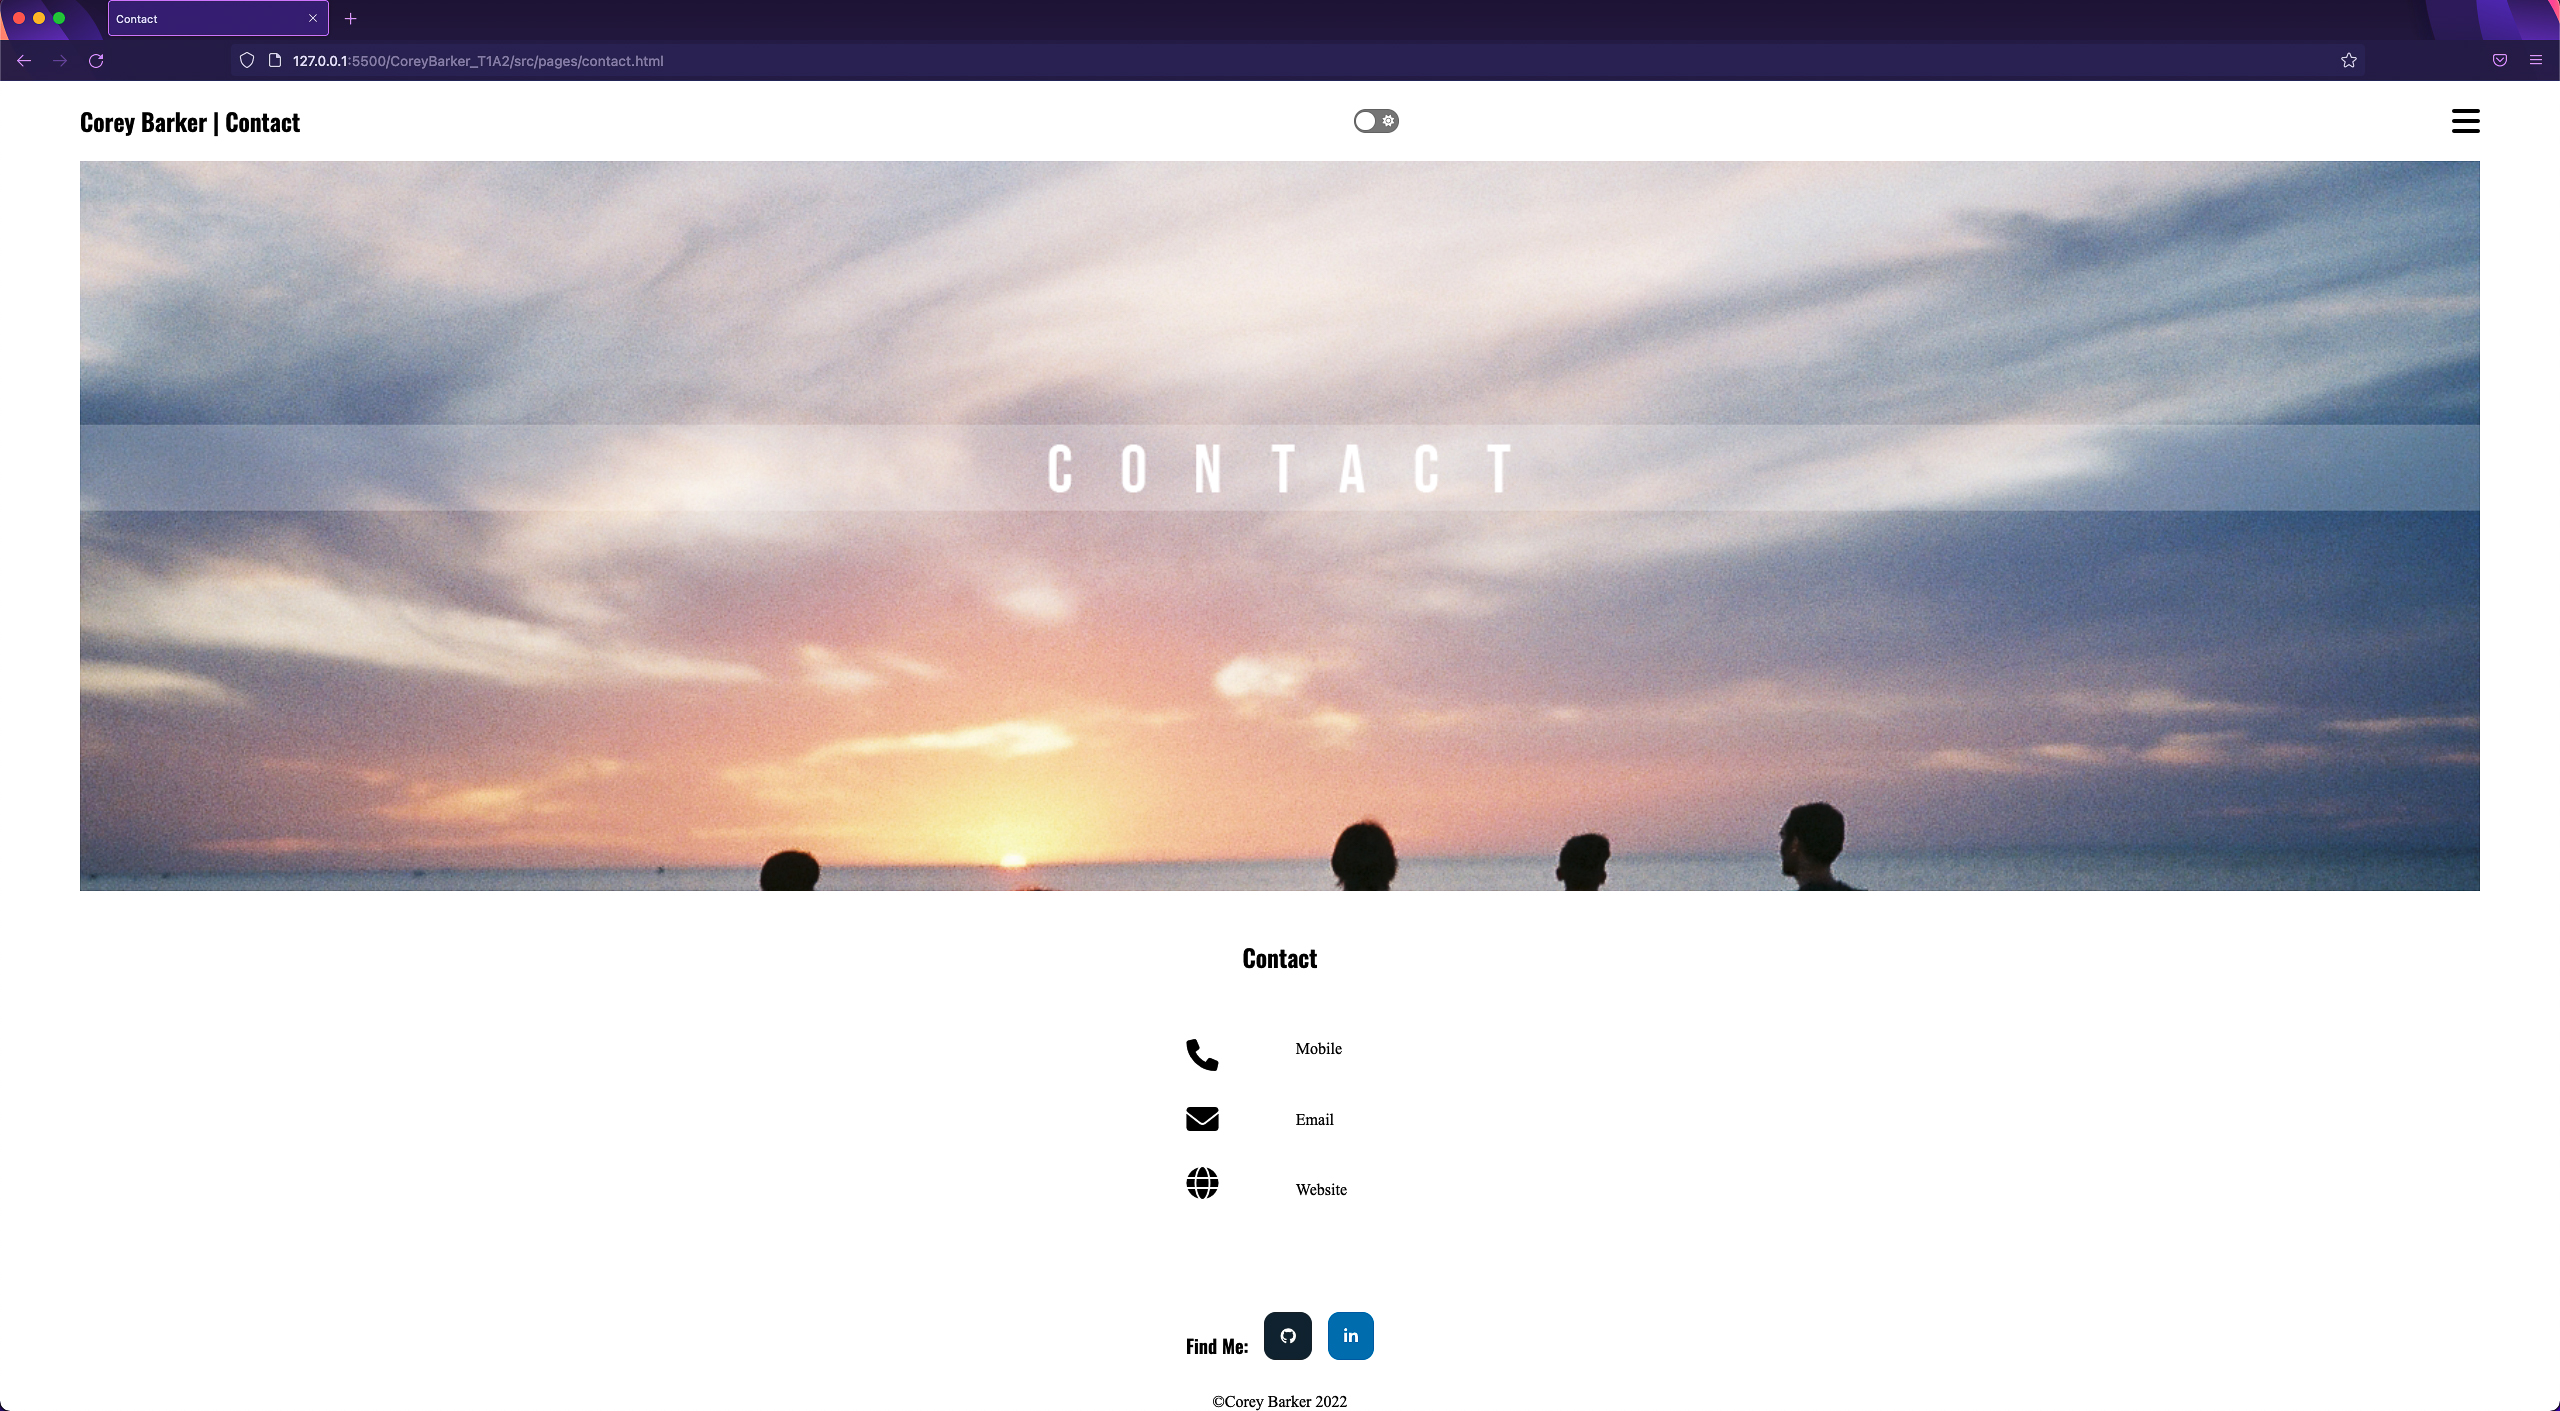 Contact
127.0.0.1:5500/CoreyBarker_T1A2/src/pages/contact.html
Corey Barker | Contact
CONTACT
Contact
Mobile
Email
Website
Find Me:
in
©Corey Barker 2022